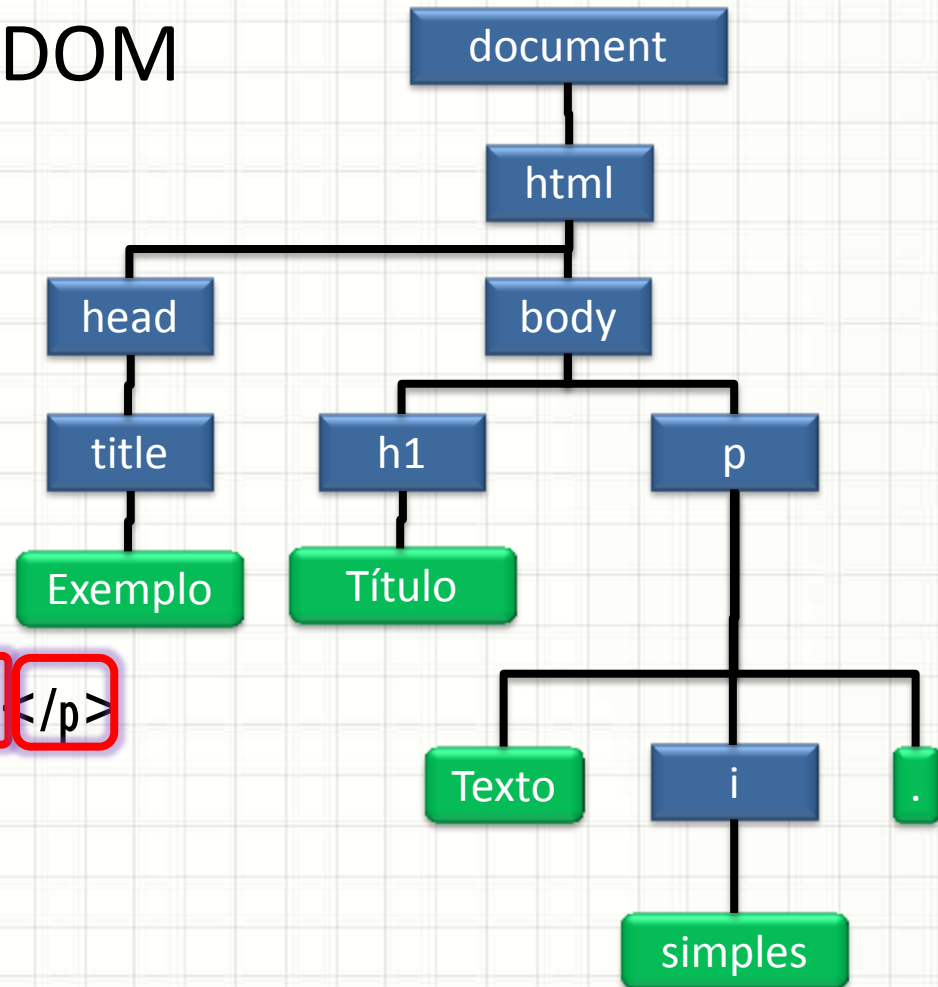 DOM
document
html
head
body
title
h1
p
Exemplo
Título
</p>
Texto
i
.
simples